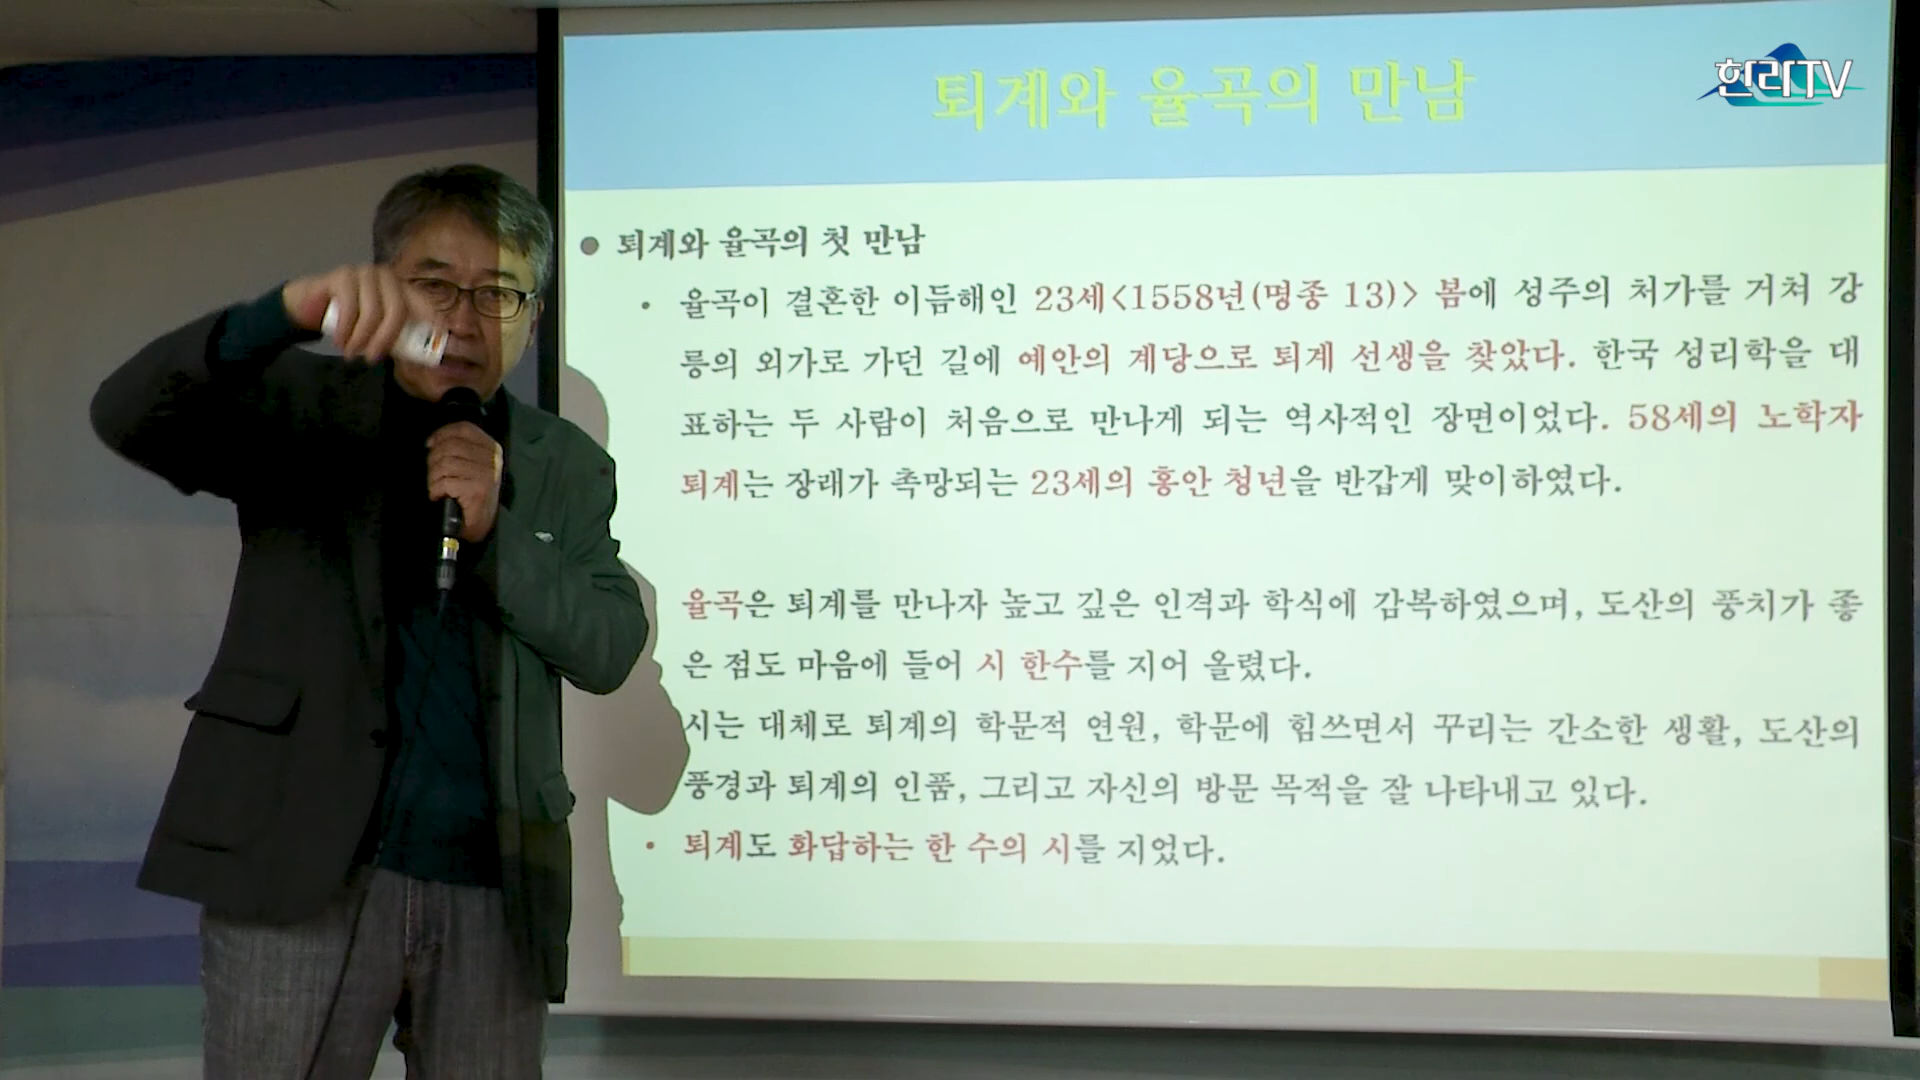 한라TV
퇴계와 율곡의 만남
● 퇴계와 율곡의 첫 만남
• 율곡이 결혼한 이듬해인 23세<1558년(명종 13)> 봄에 성주의 처가를 거쳐 강
릉의 외가로 가던 길에 예안의 계당으로 퇴계 선생을 찾았다. 한국 성리학을 대
표하는 두 사람이 처음으로 만나게 되는 역사적인 장면이었다. 58세의 노학자
퇴계는 장래가 촉망되는 23세의 홍안 청년을 반갑게 맞이하였다.
율곡은 퇴계를 만나자 높고 깊은 인격과 학식에 감복하였으며, 도산의 풍치가 좋
은 점도 마음에 들어 시 한수를 지어 올렸다.
시는 대체로 퇴계의 학문적 연원, 학문에 힘쓰면서 꾸리는 간소한 생활, 도산의
풍경과 퇴계의 인품, 그리고 자신의 방문 목적을 잘 나타내고 있다.
• 퇴계도 화답하는 한 수의 시를 지었다.